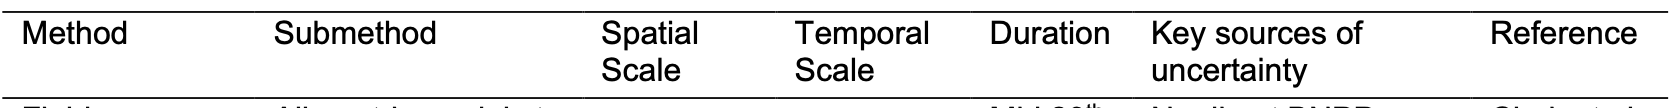 Method Submethod Spatial Temporal Duration Key sources of Reference
Scale Scale uncertainty